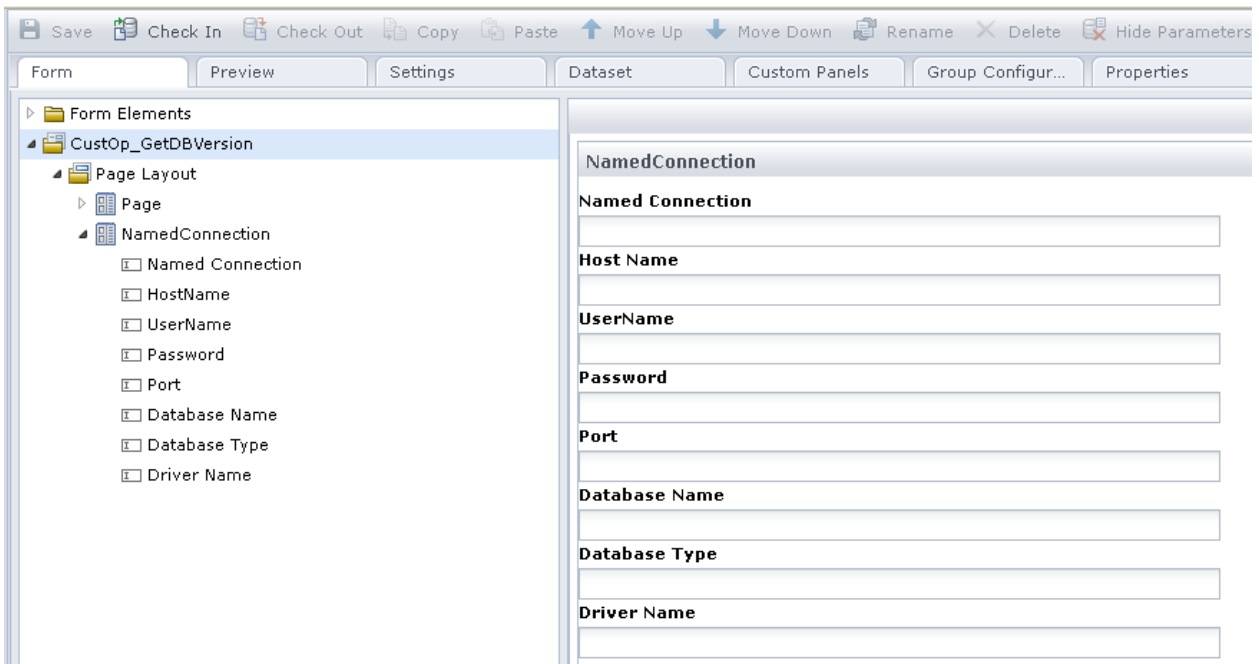 Save Check In Check Out Copy Paste Move Up Move Down Rename Delete Hide Parameters
Form Preview Settings Dataset Custom Panels Group Configur... Properties
Form Elements
CustOp_GetDBVersion
Page Layout
Page
NamedConnection
Named Connection
HostName
UserName
Password
Port
Database Name
Database Type
Driver Name
NamedConnection
Named Connection
Host Name
UserName
Password
Port
Database Name
Database Type
Driver Name